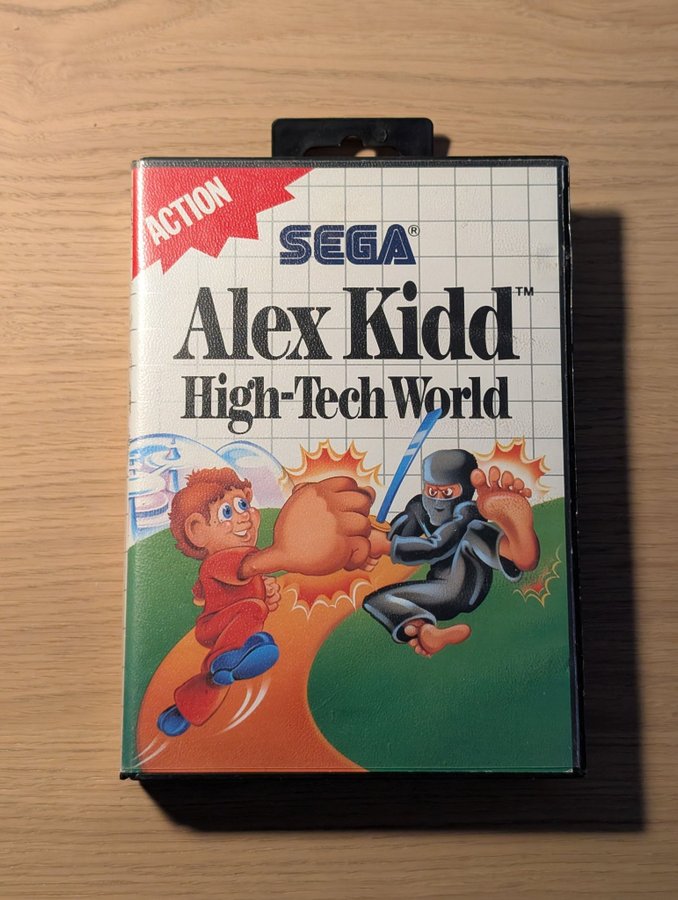 ACTION
SEGA®
Alex Kidd™
High-Tech World